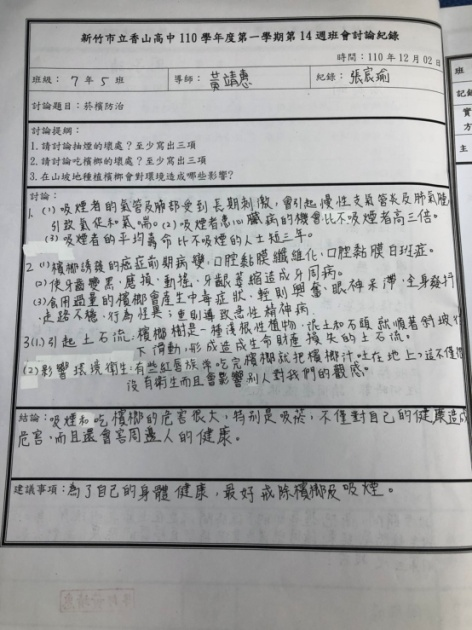 新竹市立香山高中 110 學年度第一學期第 14 週班會討論紀錄
時間：110 年 12 月 02 日
班級：7 年 5 班 導師：黃靖惠 紀錄：張宸瑜
討論題目：菸檳防治
討論提綱：
1. 請討論抽煙的壞處？至少寫出三項
2. 請討論吃檳榔的壞處？至少寫出三項
3. 在山坡地種植檳榔會對環境造成哪些影響？
討論：
1. (1) 吸煙者的氣管及肺部受到長期刺激，會引起慢性支氣管炎及肺氣腫
引致氣促和氣喘。(2) 吸煙者患心臟病的機會比不吸煙者高三倍。
(3) 吸煙者的平均壽命比不吸煙的人士短三年。
2 (1) 檳榔誘發的癌症前期病變，口腔黏膜纖維化、口腔黏膜白斑症。
(2) 使牙齒變黑，磨損、動搖、牙齦萎縮造成牙周病。
(3) 食用過量的檳榔會產生中毒症狀，輕則興奮、眼神呆滯，全身發抖
走路不穩、行為怪異；重則導致急性精神病
3 (1) 引起土石流：檳榔樹是一種淺根性植物，泥土和石頭就順著斜坡往
下滑動，形成造成生命財產損失的土石流。
(2) 影響環境衛生：有些紅唇族準吃完檳榔就把檳榔汁吐在地上，這不僅
沒有衛生而且會影響別人對我們的觀感。
結論：吸煙和吃檳榔的危害很大，特別是吸菸，不僅對自己的健康造成
危害，而且還會害周邊人的健康。
建議事項：為了自己的身體健康，最好戒除檳榔及吸煙。
班
記
實
方
主